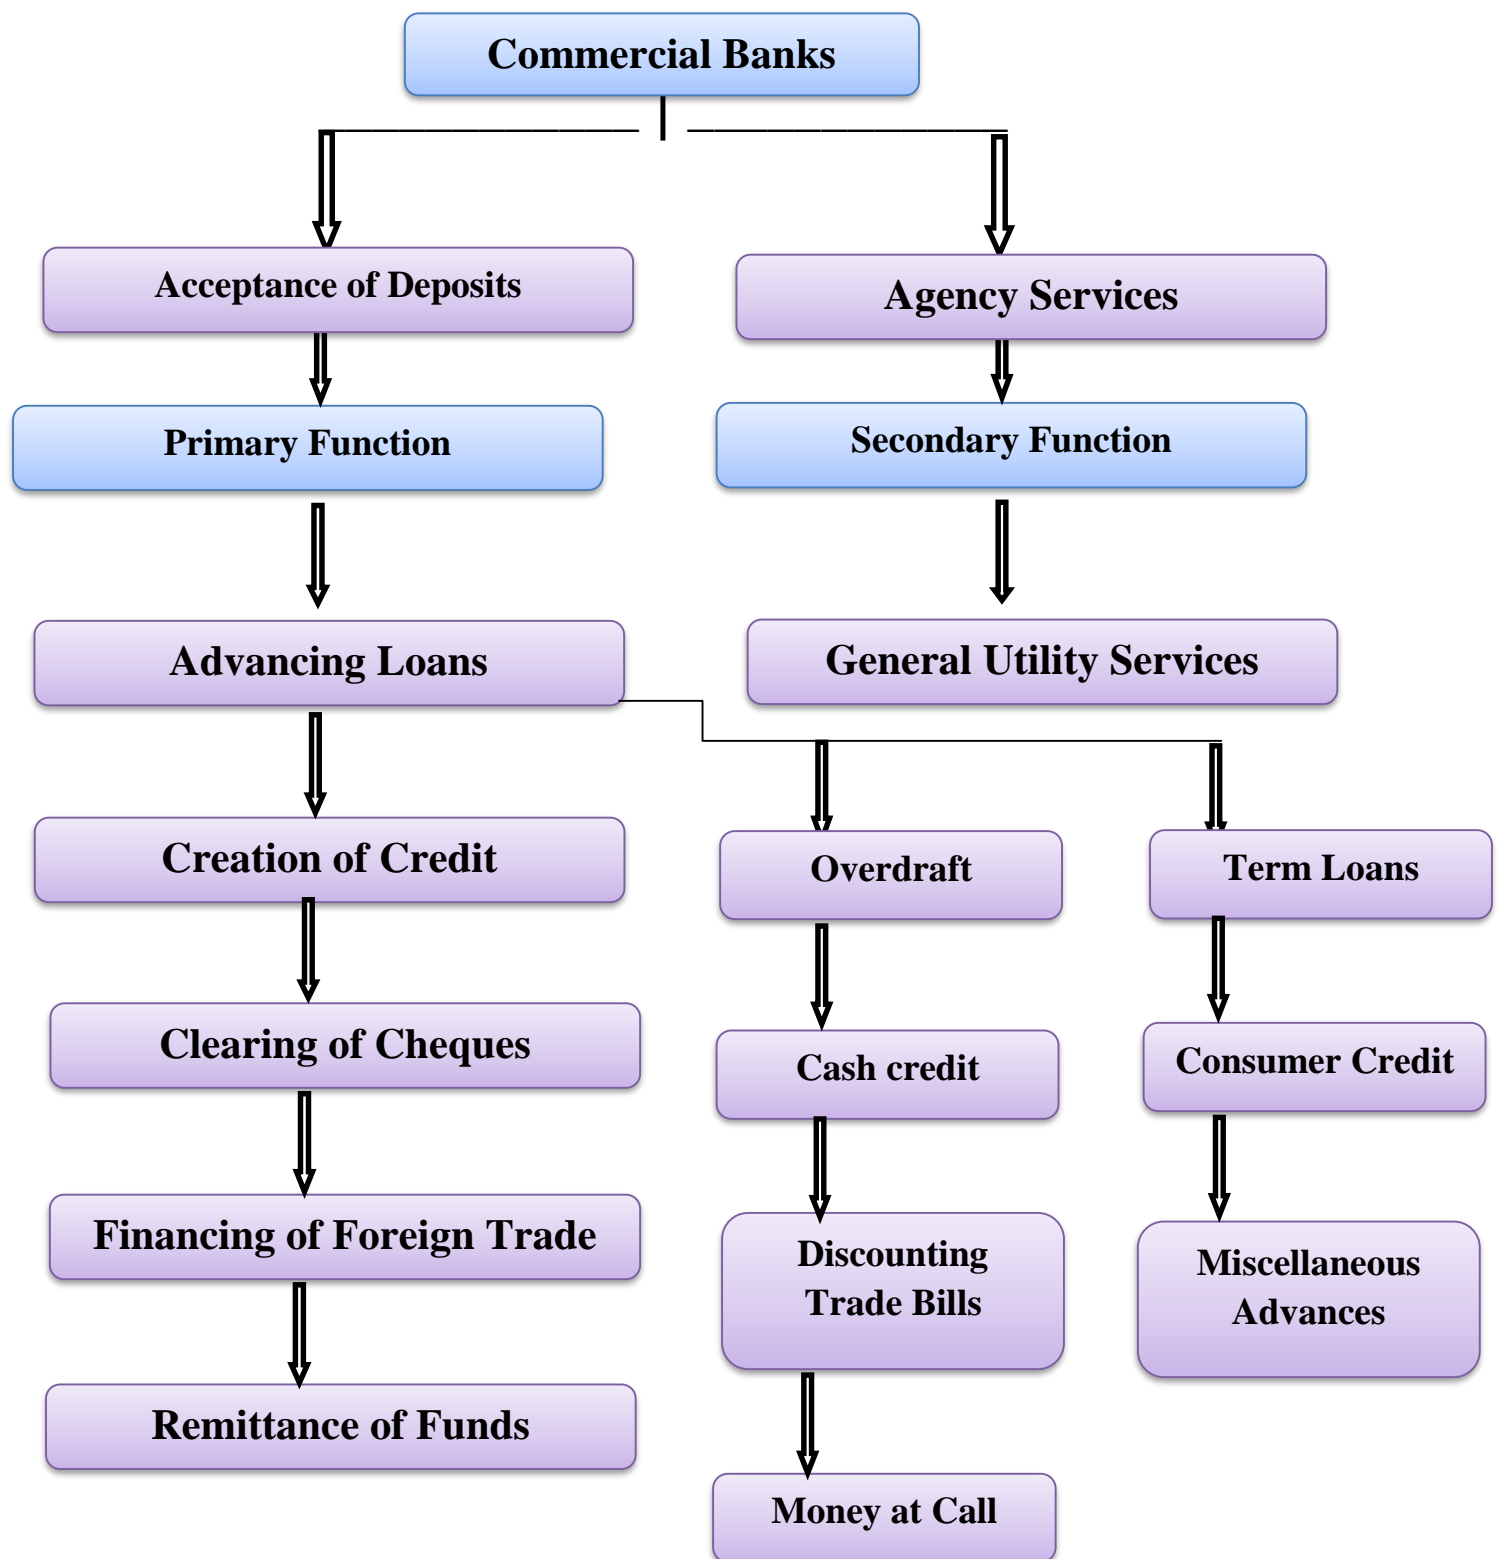 Commercial Banks
Acceptance of Deposits
Agency Services
Primary Function
Secondary Function
Advancing Loans
General Utility Services
Creation of Credit
Overdraft
Term Loans
Clearing of Cheques
Cash credit
Consumer Credit
Financing of Foreign Trade
Discounting
Trade Bills
Miscellaneous
Advances
Remittance of Funds
Money at Call